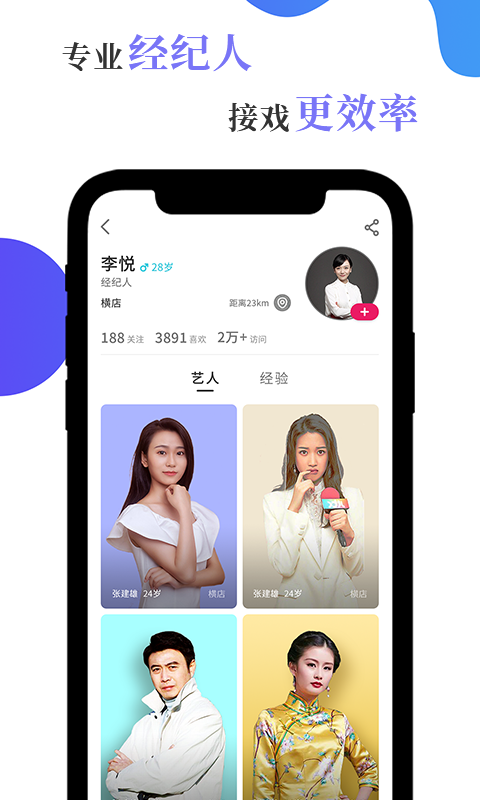 专业经纪人
接戏更效率
李悦 ♂ 28岁
经纪人
横店 距离23km
188 关注 3891 喜欢 2万+ 访问
艺人 经验
张建雄 24岁 横店
张建雄 24岁 横店